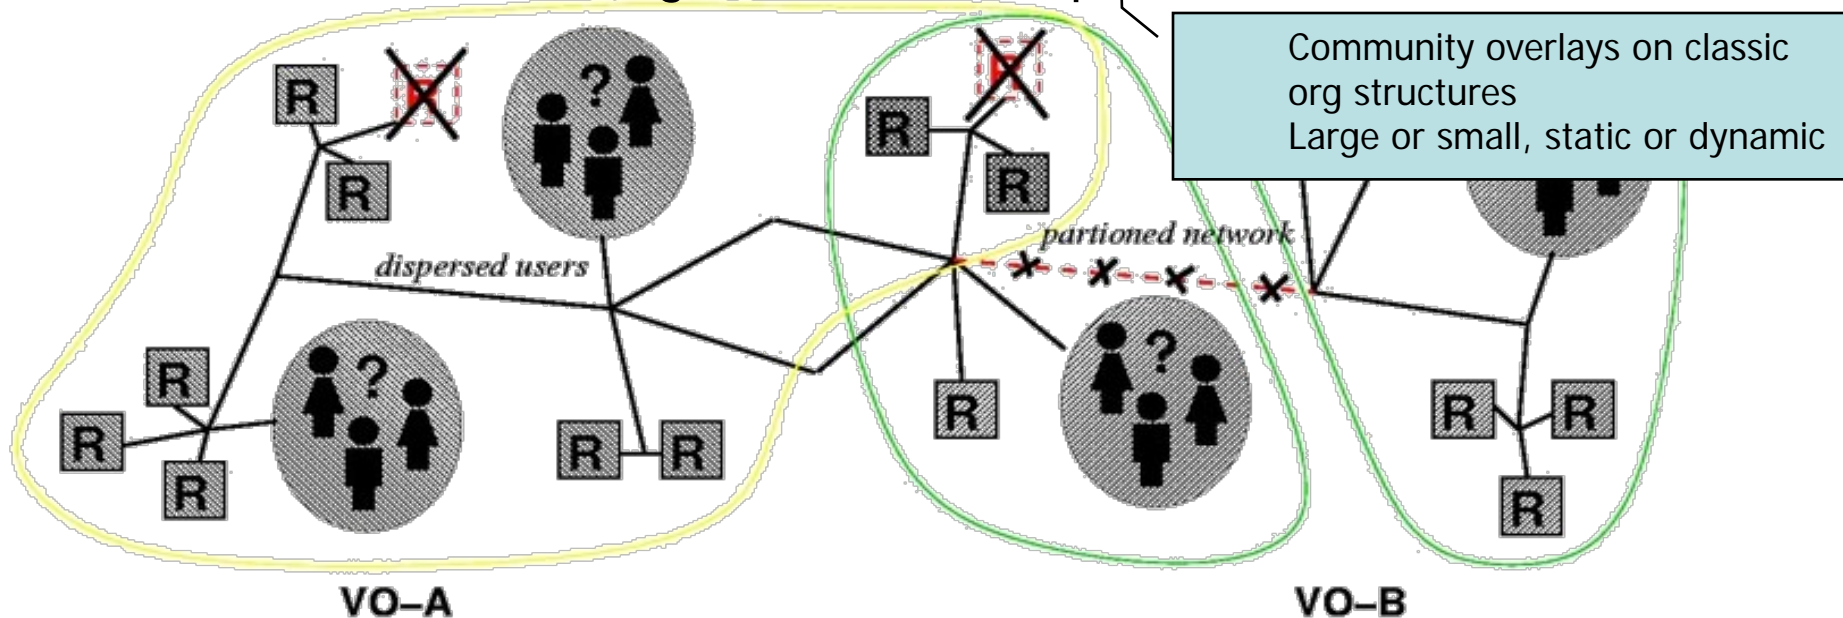 Community overlays on classic
org structures
Large or small, static or dynamic
R
R
R
?
R
R
partioned network
dispersed users
R
R
R
?
R
R
R
?
R
R
R
VO–A
VO–B